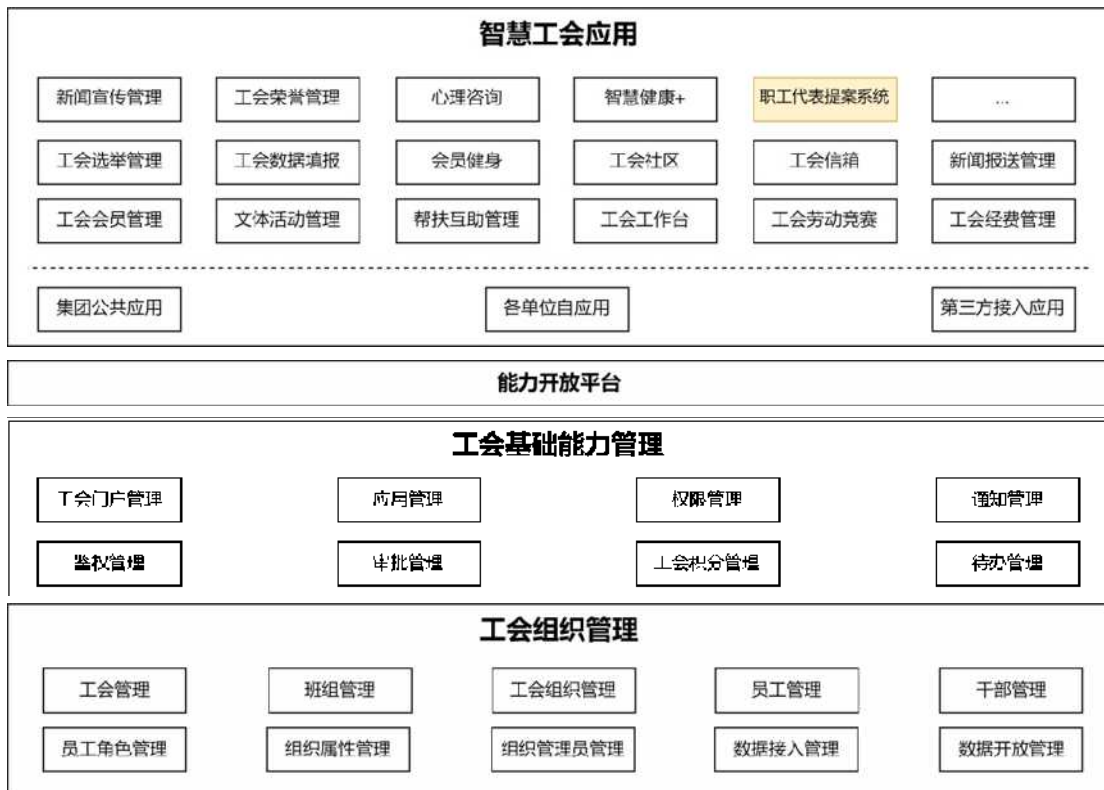 智慧工会应用
新闻宣传管理 工会荣誉管理 心理咨询 智慧健康+ 职工代表提案系统 ...
工会选举管理 工会数据填报 会员健身 工会社区 工会信箱 新闻报送管理
工会会员管理 文体活动管理 帮扶互助管理 工会工作台 工会劳动竞赛 工会经费管理
集团公共应用 各单位自应用 第三方接入应用
能力开放平台
工会基础能力管理
工会门户管理 应用管理 权限管理 通知管理
鉴权管理 审批管理 工会积分管理 待办管理
工会组织管理
工会管理 班组管理 工会组织管理 员工管理 干部管理
员工角色管理 组织属性管理 组织管理员管理 数据接入管理 数据开放管理